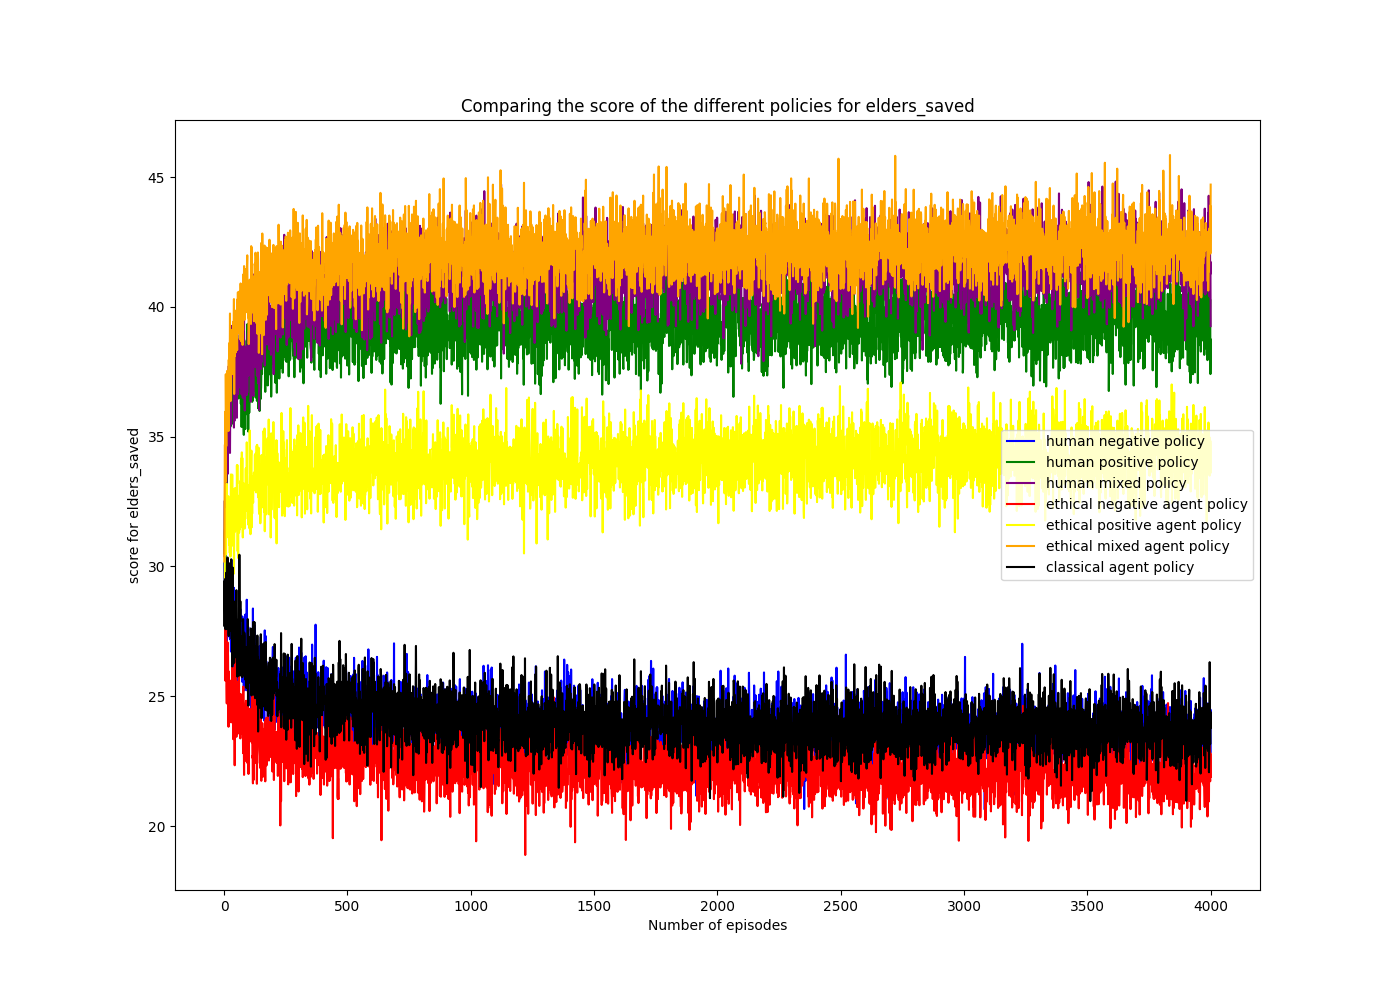 Comparing the score of the different policies for elders_saved
score for elders_saved
45
40
35
30
25
20
human negative policy
human positive policy
human mixed policy
ethical negative agent policy
ethical positive agent policy
ethical mixed agent policy
classical agent policy
0 500 1000 1500 2000 2500 3000 3500 4000
Number of episodes